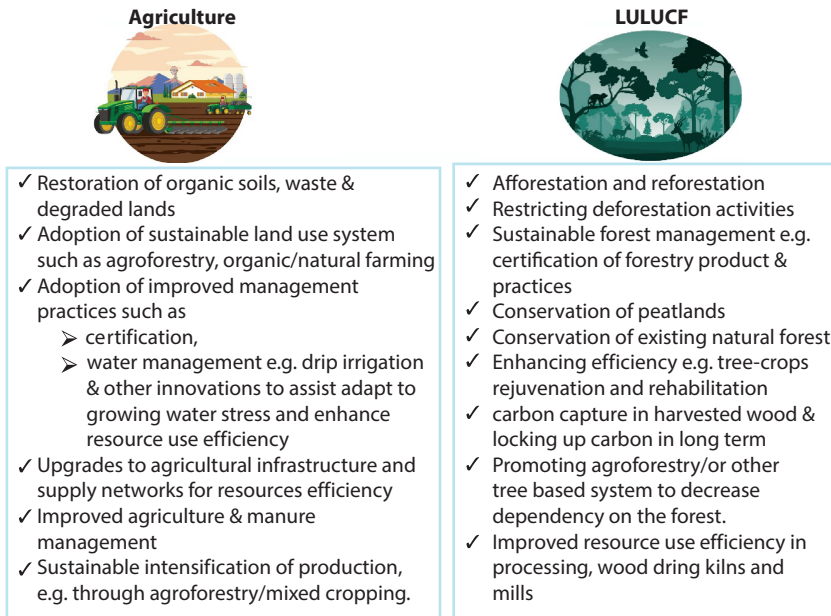 Agriculture
✓ Restoration of organic soils, waste &
degraded lands
✓ Adoption of sustainable land use system
such as agroforestry, organic/natural farming
✓ Adoption of improved management
practices such as
➢ certification,
➢ water management e.g. drip irrigation
& other innovations to assist adapt to
growing water stress and enhance
resource use efficiency
✓ Upgrades to agricultural infrastructure and
supply networks for resources efficiency
✓ Improved agriculture & manure
management
✓ Sustainable intensification of production,
e.g. through agroforestry/mixed cropping.
LULUCF
✓ Afforestation and reforestation
✓ Restricting deforestation activities
✓ Sustainable forest management e.g.
certification of forestry product &
practices
✓ Conservation of peatlands
✓ Conservation of existing natural forest
✓ Enhancing efficiency e.g. tree-crops
rejuvenation and rehabilitation
✓ carbon capture in harvested wood &
locking up carbon in long term
✓ Promoting agroforestry/or other
tree based system to decrease
dependency on the forest.
✓ Improved resource use efficiency in
processing, wood dring kilns and
mills